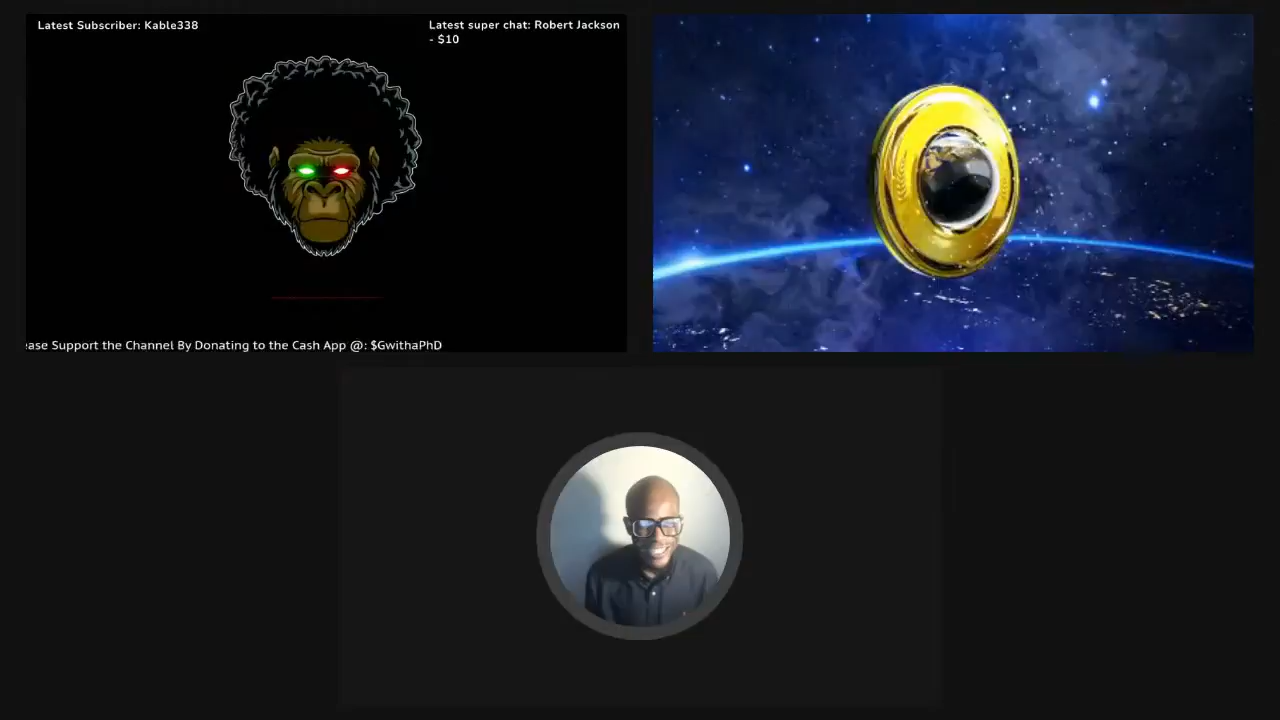 Latest Subscriber: Kable338
Latest super chat: Robert Jackson
- $10
ease Support the Channel By Donating to the Cash App @: $GwithaPhD